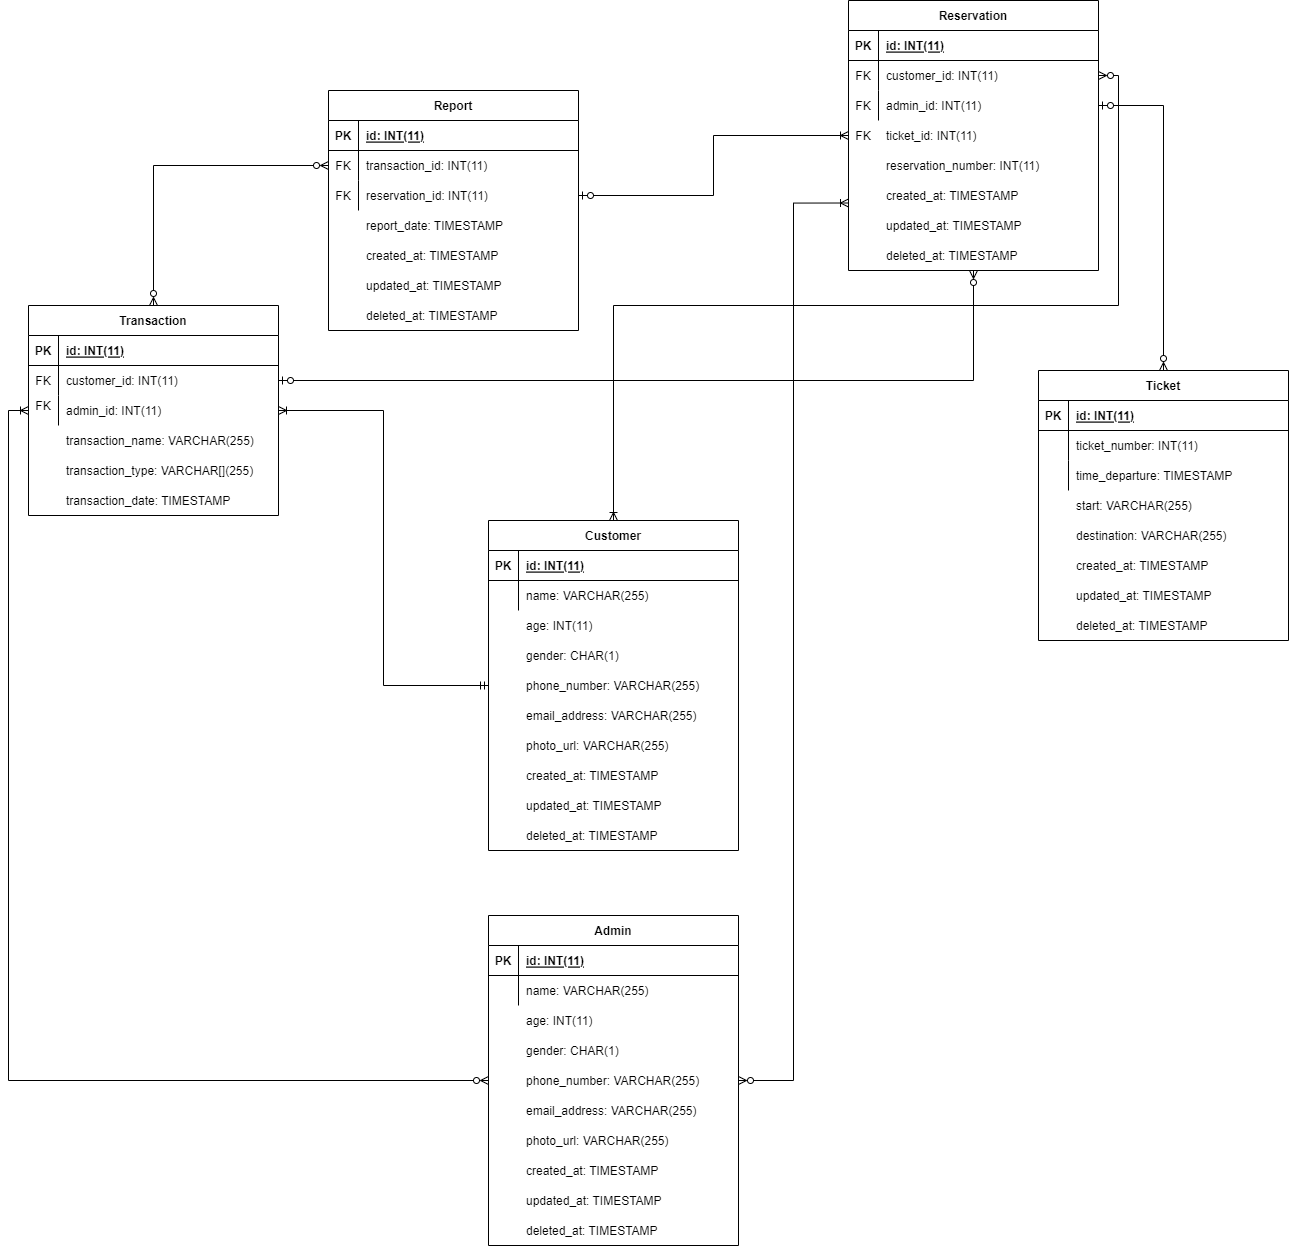 Reservation
PK id: INT(11)
FK customer_id: INT(11)
FK admin_id: INT(11)
FK ticket_id: INT(11)
reservation_number: INT(11)
created_at: TIMESTAMP
updated_at: TIMESTAMP
deleted_at: TIMESTAMP
Report
PK id: INT(11)
FK transaction_id: INT(11)
FK reservation_id: INT(11)
report_date: TIMESTAMP
created_at: TIMESTAMP
updated_at: TIMESTAMP
deleted_at: TIMESTAMP
Transaction
PK id: INT(11)
FK customer_id: INT(11)
FK admin_id: INT(11)
transaction_name: VARCHAR(255)
transaction_type: VARCHAR[](255)
transaction_date: TIMESTAMP
Ticket
PK id: INT(11)
ticket_number: INT(11)
time_departure: TIMESTAMP
start: VARCHAR(255)
destination: VARCHAR(255)
created_at: TIMESTAMP
updated_at: TIMESTAMP
deleted_at: TIMESTAMP
Customer
PK id: INT(11)
name: VARCHAR(255)
age: INT(11)
gender: CHAR(1)
phone_number: VARCHAR(255)
email_address: VARCHAR(255)
photo_url: VARCHAR(255)
created_at: TIMESTAMP
updated_at: TIMESTAMP
deleted_at: TIMESTAMP
Admin
PK id: INT(11)
name: VARCHAR(255)
age: INT(11)
gender: CHAR(1)
phone_number: VARCHAR(255)
email_address: VARCHAR(255)
photo_url: VARCHAR(255)
created_at: TIMESTAMP
updated_at: TIMESTAMP
deleted_at: TIMESTAMP